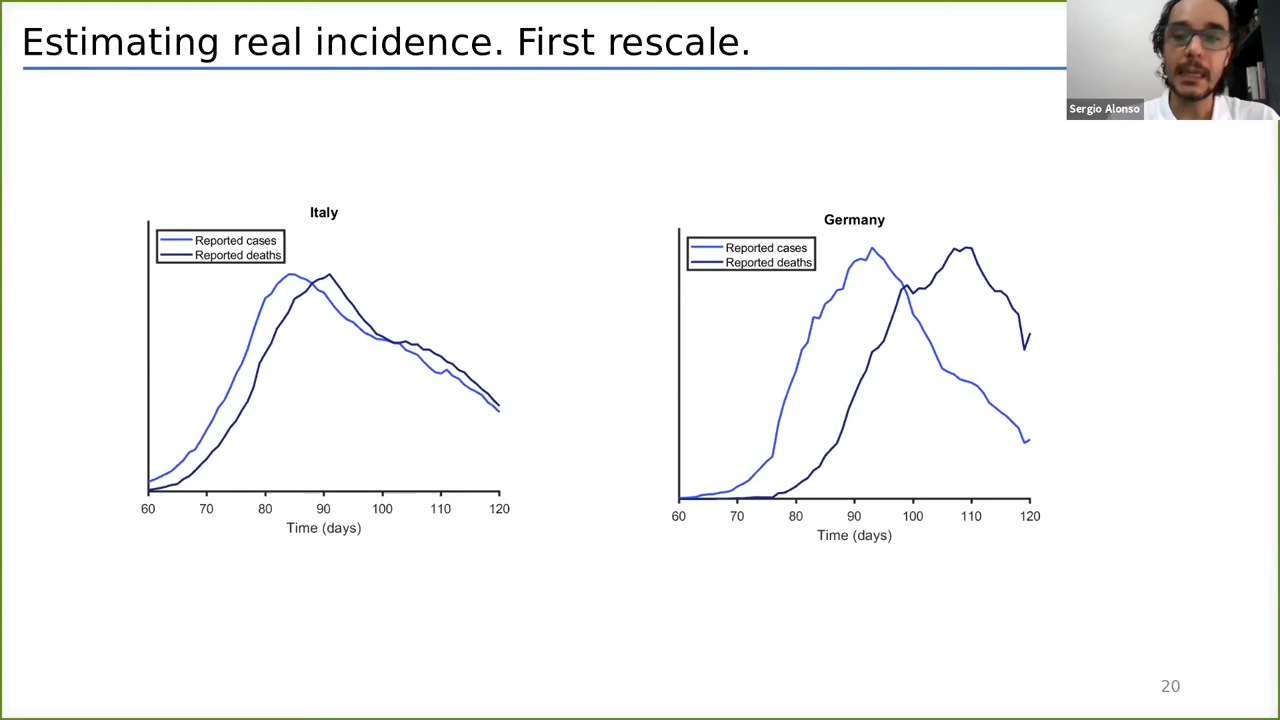 Estimating real incidence. First rescale.
Sergio Alonso
Italy
Reported cases
Reported deaths
60 70 80 90 100 110 120
Time (days)
Germany
Reported cases
Reported deaths
60 70 80 90 100 110 120
Time (days)
20